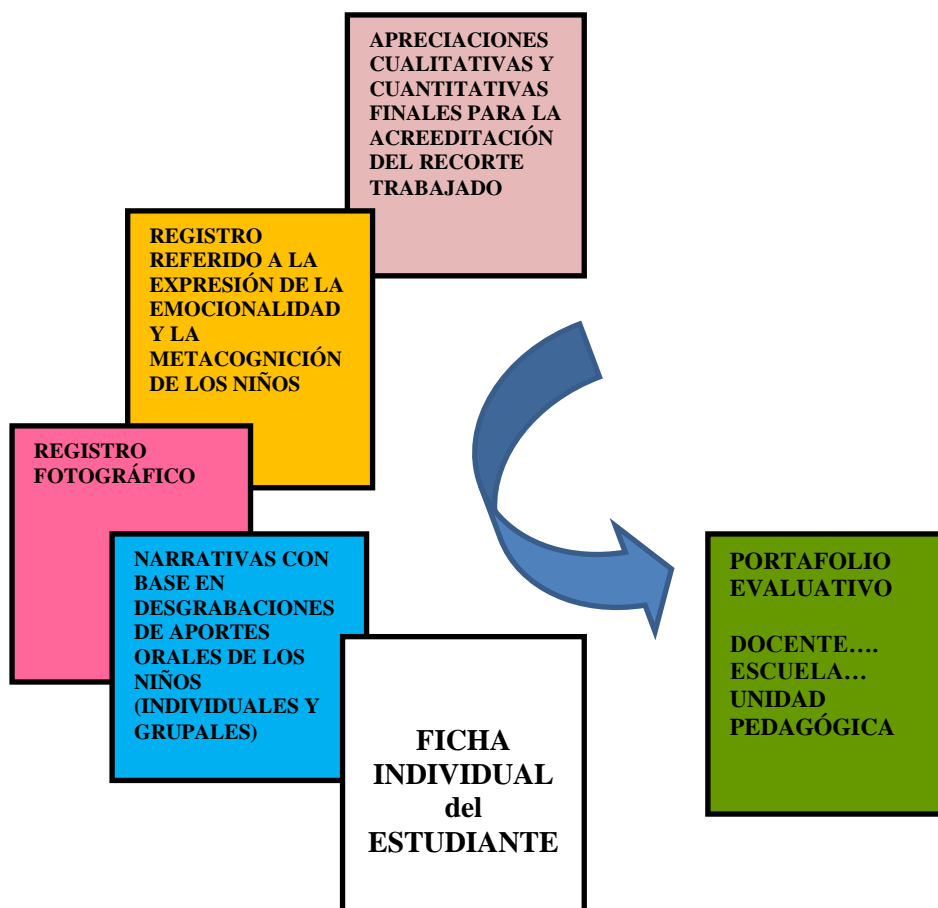 APRECIACIONES
CUALITATIVAS Y
CUANTITATIVAS
FINALES PARA LA
ACREEDITACIÓN
DEL RECORTE
TRABAJADO
REGISTRO
REFERIDO A LA
EXPRESIÓN DE LA
EMOCIONALIDAD
Y LA
METACOGNICIÓN
DE LOS NIÑOS
REGISTRO
FOTOGRÁFICO
NARRATIVAS CON
BASE EN
DESGRABACIONES
DE APORTES
ORALES DE LOS
NIÑOS
(INDIVIDUALES Y
GRUPALES)
FICHA
INDIVIDUAL
del
ESTUDIANTE
PORTAFOLIO
EVALUATIVO
DOCENTE….
ESCUELA…
UNIDAD
PEDAGÓGICA